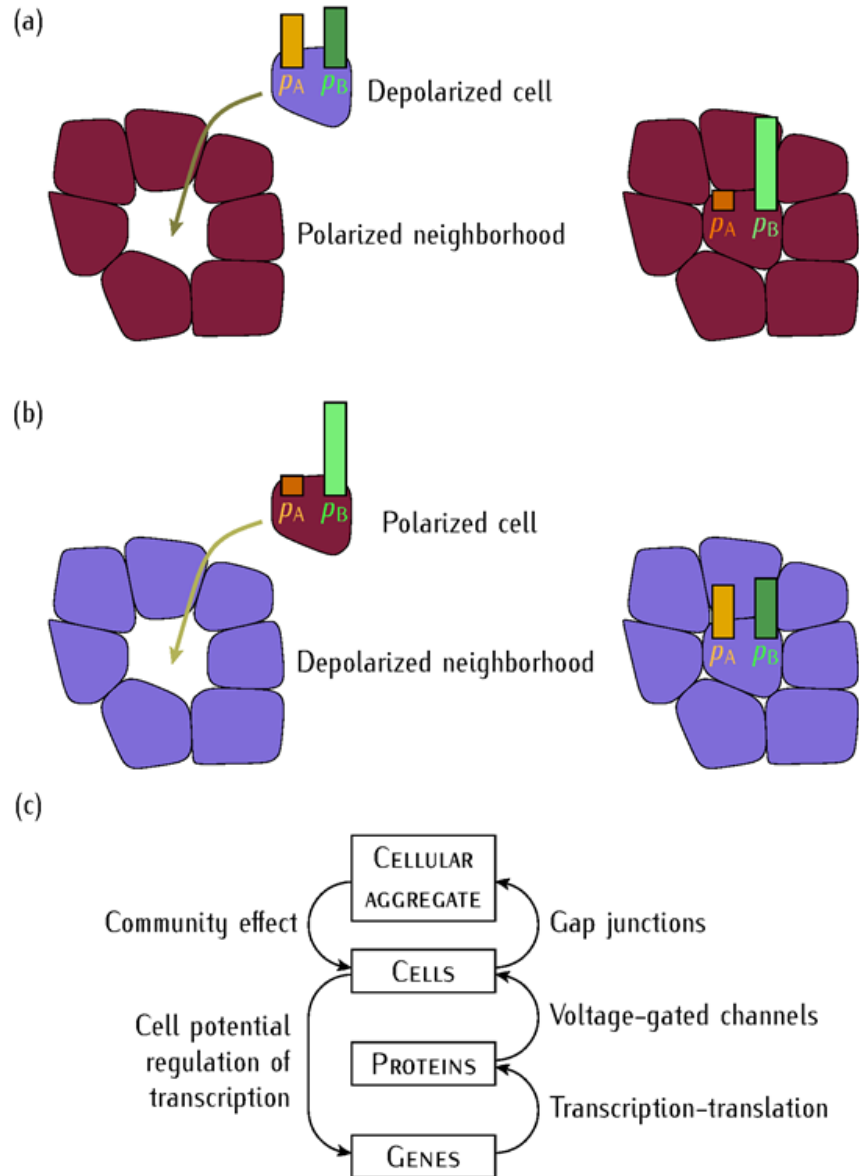 (a)
pA pB
Depolarized cell
Polarized neighborhood
pA pB
(b)
pA pB
Polarized cell
Depolarized neighborhood
pA pB
(c)
CELLULAR
AGGREGATE
Community effect
Gap junctions
CELLS
Cell potential
regulation of
transcription
Voltage-gated channels
PROTEINS
Transcription-translation
GENES